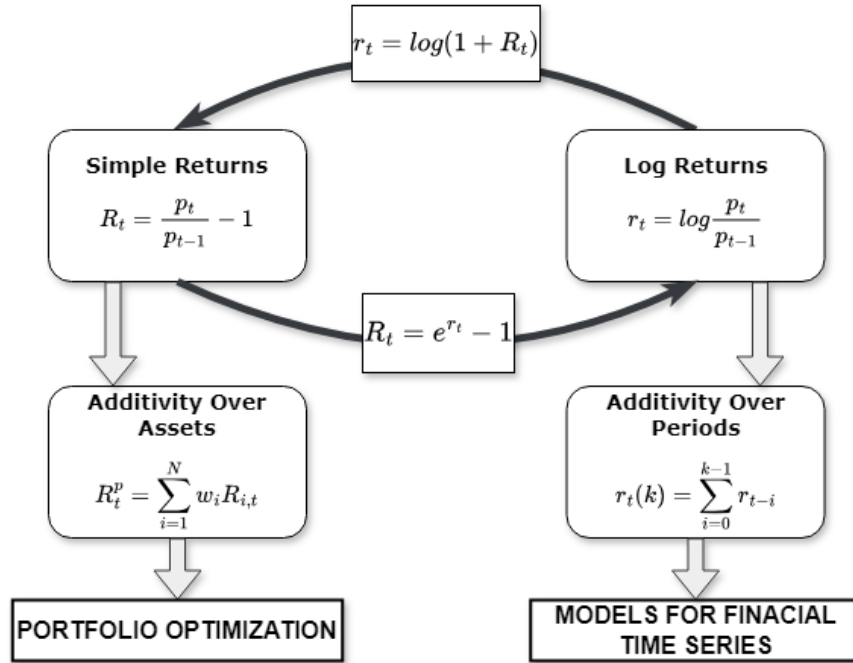 r_t = log(1 + R_t)
Simple Returns
R_t = \frac{p_t}{p_{t-1}} - 1
Log Returns
r_t = log \frac{p_t}{p_{t-1}}
R_t = e^{r_t} - 1
Additivity Over
Assets
R_t^p = \sum_{i=1}^{N} w_i R_{i,t}
Additivity Over
Periods
r_t(k) = \sum_{i=0}^{k-1} r_{t-i}
PORTFOLIO OPTIMIZATION
MODELS FOR FINACIAL
TIME SERIES